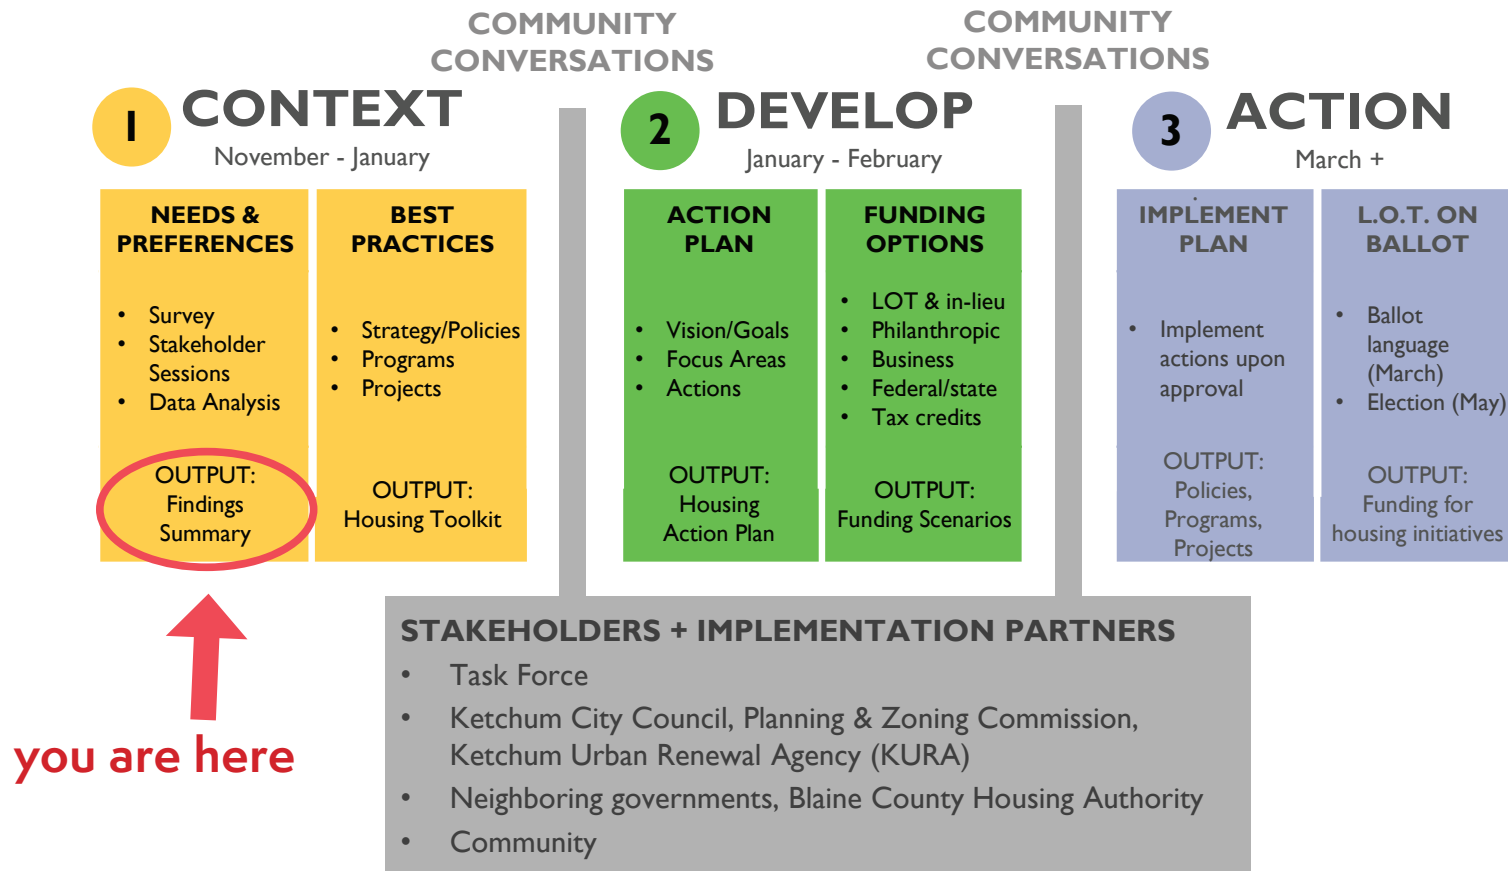 COMMUNITY
CONVERSATIONS
COMMUNITY
CONVERSATIONS
1 CONTEXT
November - January
NEEDS &
PREFERENCES
• Survey
• Stakeholder
Sessions
• Data Analysis
OUTPUT:
Findings
Summary
BEST
PRACTICES
• Strategy/Policies
• Programs
• Projects
OUTPUT:
Housing Toolkit
2 DEVELOP
January - February
ACTION
PLAN
• Vision/Goals
• Focus Areas
• Actions
OUTPUT:
Housing
Action Plan
FUNDING
OPTIONS
• LOT & in-lieu
• Philanthropic
• Business
• Federal/state
• Tax credits
OUTPUT:
Funding Scenarios
3 ACTION
March +
IMPLEMENT
PLAN
• Implement
actions upon
approval
OUTPUT:
Policies,
Programs,
Projects
L.O.T. ON
BALLOT
• Ballot
language
(March)
• Election (May)
OUTPUT:
Funding for
housing initiatives
you are here
STAKEHOLDERS + IMPLEMENTATION PARTNERS
• Task Force
• Ketchum City Council, Planning & Zoning Commission,
Ketchum Urban Renewal Agency (KURA)
• Neighboring governments, Blaine County Housing Authority
• Community